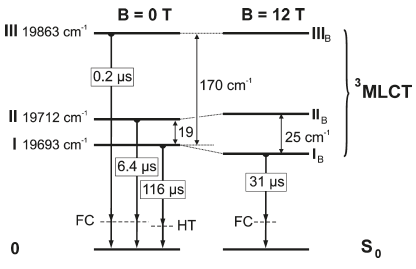 B = 0 T B = 12 T
III 19863 cm⁻¹ III_B
0.2 µs
170 cm⁻¹
³MLCT
II 19712 cm⁻¹ II_B
19
25 cm⁻¹
I 19693 cm⁻¹ I_B
6.4 µs
116 µs
31 µs
FC HT FC
0 S₀